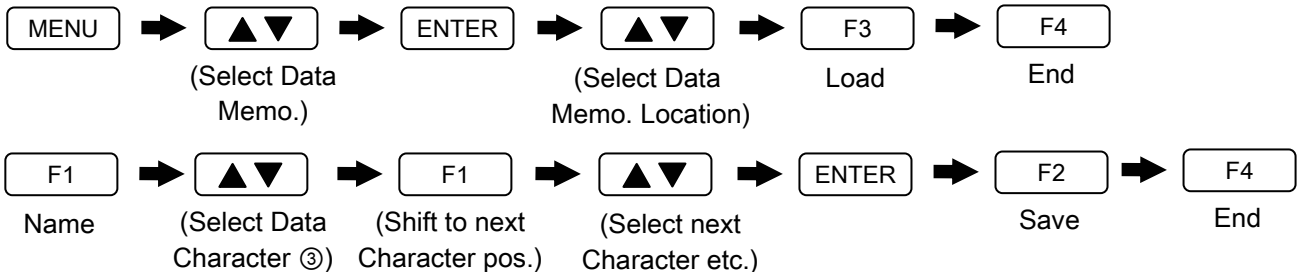 MENU ▲▼ ENTER ▲▼ F3 F4
(Select Data (Select Data Load End
Memo.) Memo. Location)
F1 ▲▼ F1 ▲▼ ENTER F2 F4
Name (Select Data (Shift to next (Select next Save End
Character ③) Character pos.) Character etc.)